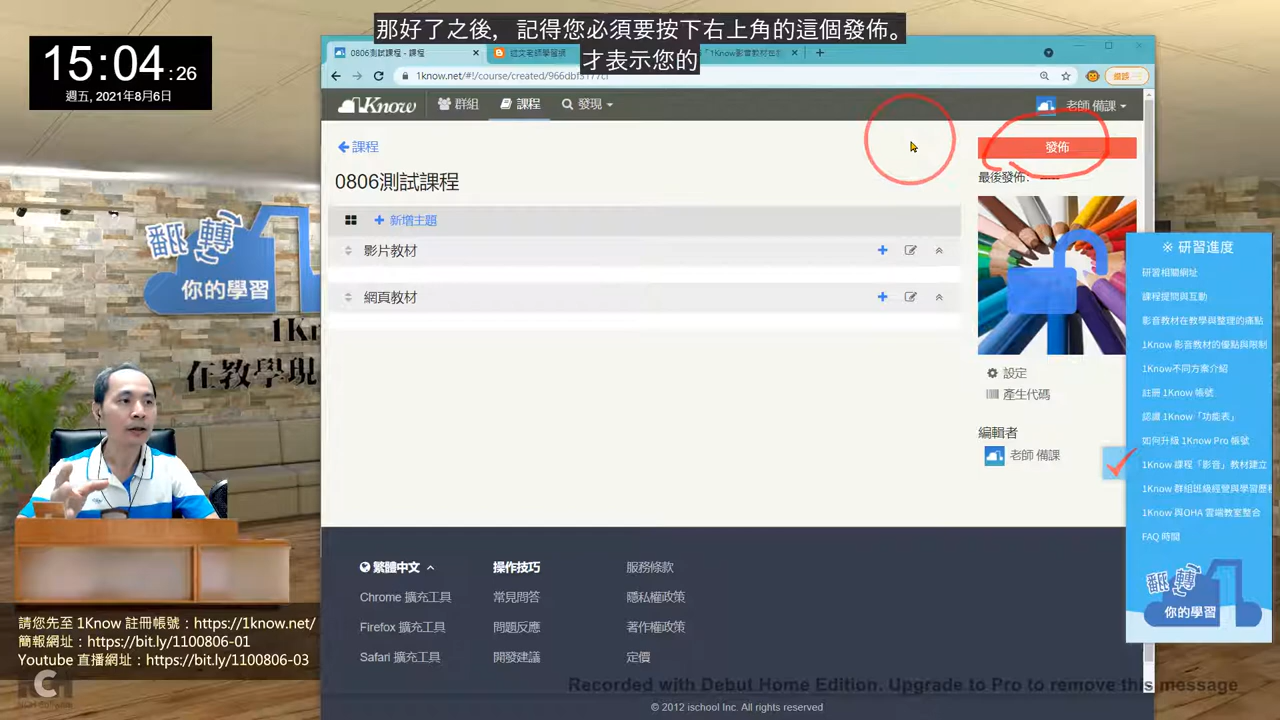 那好了之後，記得您必須要按下右上角的這個發佈。
才表示您的
15:04:26
週五, 2021年8月6日
0806測試課程 - 課程
1know.net/#!/course/created/966dbf5177cf
1Know
群組
課程
發現
老師 備課
課程
發佈
最後發佈： -----
0806測試課程
新增主題
影片教材
網頁教材
設定
產生代碼
編輯者
老師 備課
※ 研習進度
研習相關網址
課程提問與互動
影音教材在教學與整理的痛點
1Know 影音教材的優點與限制
1Know不同方案介紹
註冊 1Know 帳號
認識 1Know「功能表」
如何升級 1Know Pro 帳號
1Know 課程「影音」教材建立
1Know 群組班級經營與學習歷程
1Know 與OHA 雲端教室整合
FAQ 時間
翻轉
你的學習
翻轉
你的學習
1Kn
在教學現
繁體中文
操作技巧
服務條款
Chrome 擴充工具
常見問答
隱私權政策
Firefox 擴充工具
問題反應
著作權政策
Safari 擴充工具
開發建議
定價
© 2012 ischool Inc. All rights reserved
請您先至 1Know 註冊帳號：https://1know.net/
簡報網址：https://bit.ly/1100806-01
Youtube 直播網址：https://bit.ly/1100806-03
Recorded with Debut Home Edition. Upgrade to Pro to remove this message